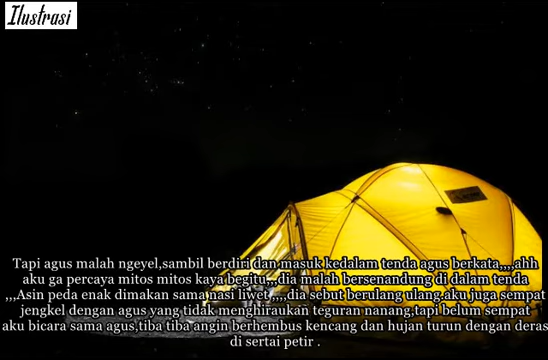 Ilustrasi
Tapi agus malah ngeyel,sambil berdiri dan masuk kedalam tenda agus berkata,,,,ahh
aku ga percaya mitos mitos kaya begitu,,,dia malah bersenandung di dalam tenda
,,,Asin peda enak dimakan sama nasi liwet ,,,,dia sebut berulang ulang.aku juga sempat
jengkel dengan agus yang tidak menghiraukan teguran nanang,tapi belum sempat
aku bicara sama agus,tiba tiba angin berhembus kencang dan hujan turun dengan deras
di sertai petir .